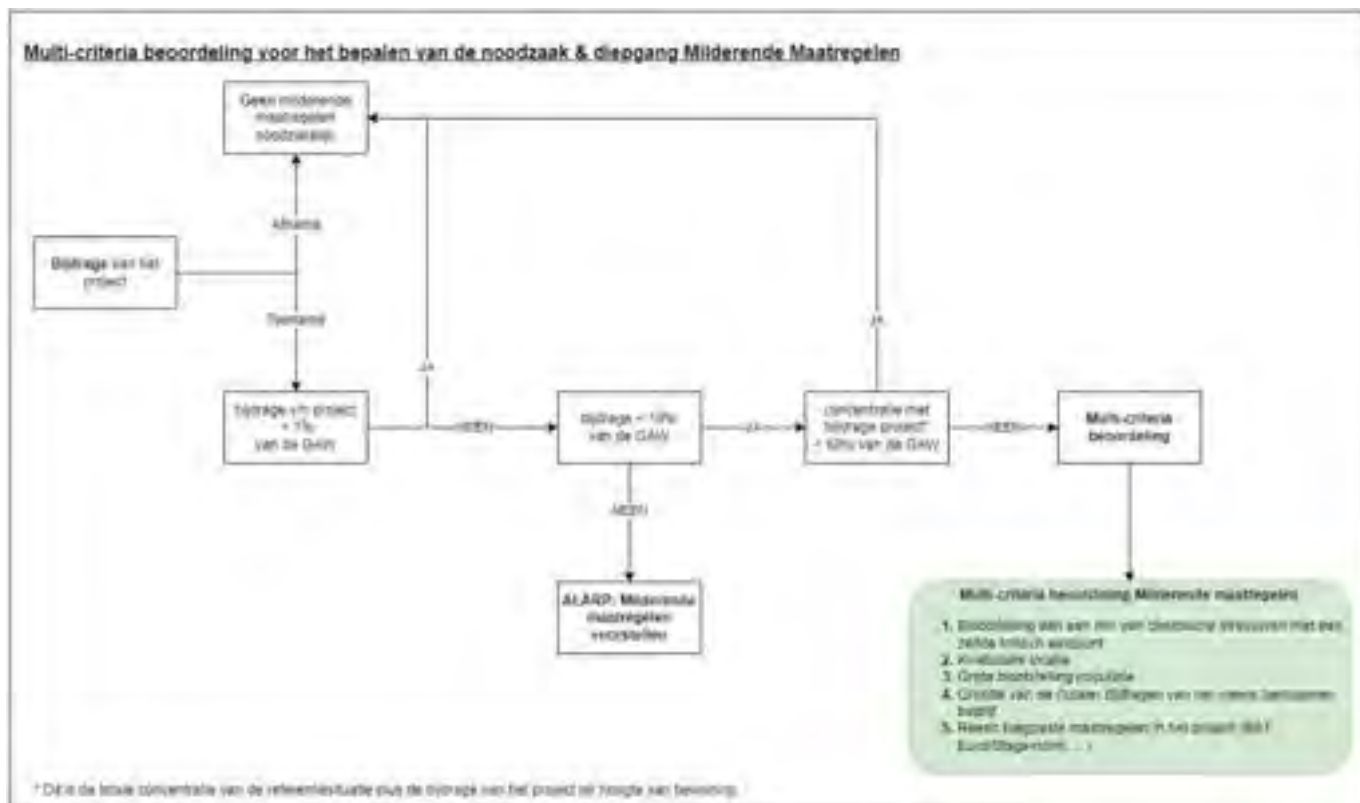 Multi-criteria beoordeling voor het bepalen van de noodzaak & diepgang Milderende Maatregelen
Geen milderende
maatregelen
noodzakelijk
Afname
Bijdrage van het
project
Toename
bijdrage v/h project
< 1%
van de GAW
JA
NEEN
bijdrage < 10%
van de GAW
JA
concentratie met
bijdrage project*
van de GAW
JA
NEEN
Multi-criteria
beoordeling
NEEN
ALARP: Milderende
maatregelen
voorstellen
Multi-criteria beoordeling Milderende maatregelen
1. Blootstelling aan een mix van chemische stressoren met een
zelfde kritisch eindpunt
2. Kwetsbare locatie
3. Grote blootstelling populatie
4. Grootte van de bijdragen van het
bedrijf
5. Reeds toegepaste maatregelen in het project (BBT,
* Dit is de totale concentratie van de referentiesituatie plus de bijdrage van het project ter hoogte van bewoning.